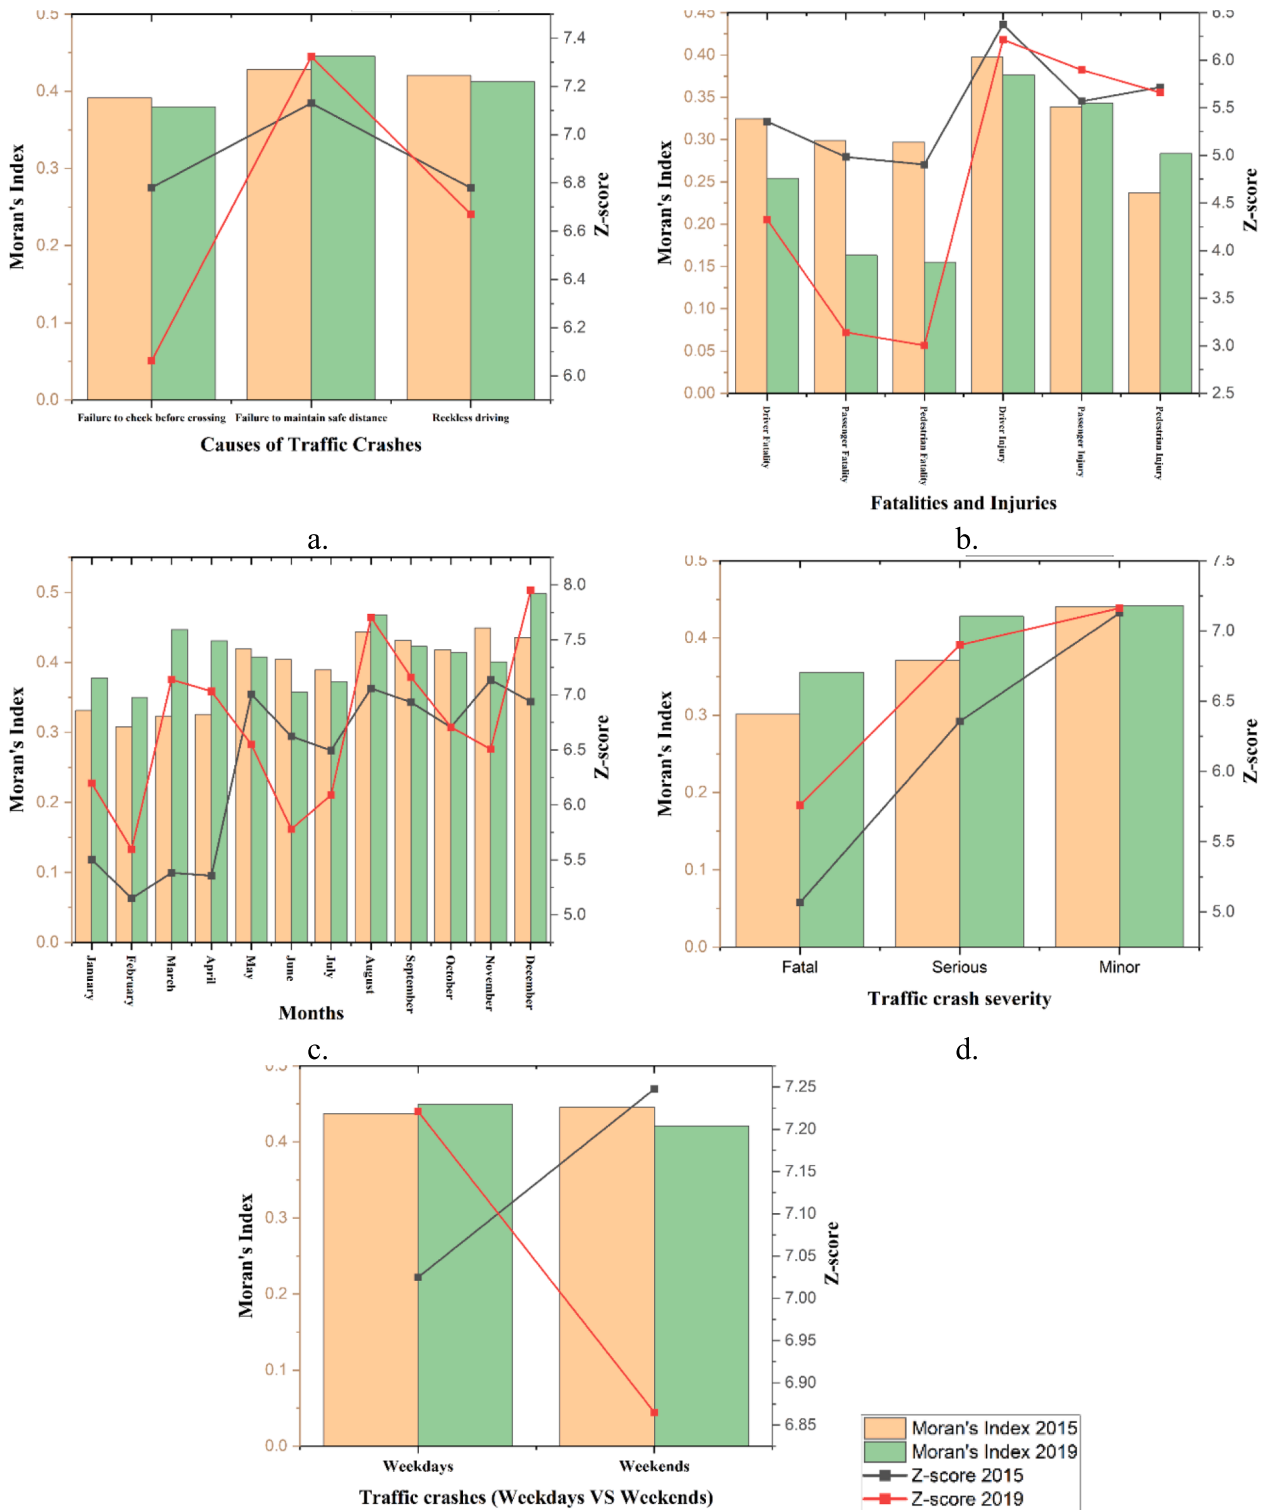 0.5
0.4
0.3
0.2
0.1
0.0
Moran's Index
7.4
7.2
7.0
6.8
6.6
6.4
6.2
6.0
Z-score
Failure to check before crossing
Failure to maintain safe distance
Reckless driving
Causes of Traffic Crashes
a.
0.45
0.40
0.35
0.30
0.25
0.20
0.15
0.10
0.05
0.00
Moran's Index
6.5
6.0
5.5
5.0
4.5
4.0
3.5
3.0
2.5
Z-score
Driver Fatality
Passenger Fatality
Pedestrian Fatality
Driver Injury
Passenger Injury
Pedestrian Injury
Fatalities and Injuries
b.
0.5
0.4
0.3
0.2
0.1
0.0
Moran's Index
8.0
7.5
7.0
6.5
6.0
5.5
5.0
Z-score
January
February
March
April
May
June
July
August
September
October
November
December
Months
c.
0.5
0.4
0.3
0.2
0.1
0.0
Moran's Index
7.5
7.0
6.5
6.0
5.5
5.0
Z-score
Fatal
Serious
Minor
Traffic crash severity
d.
0.5
0.4
0.3
0.2
0.1
0.0
Moran's Index
7.25
7.20
7.15
7.10
7.05
7.00
6.95
6.90
6.85
Z-score
Weekdays
Weekends
Traffic crashes (Weekdays VS Weekends)
Moran's Index 2015
Moran's Index 2019
Z-score 2015
Z-score 2019